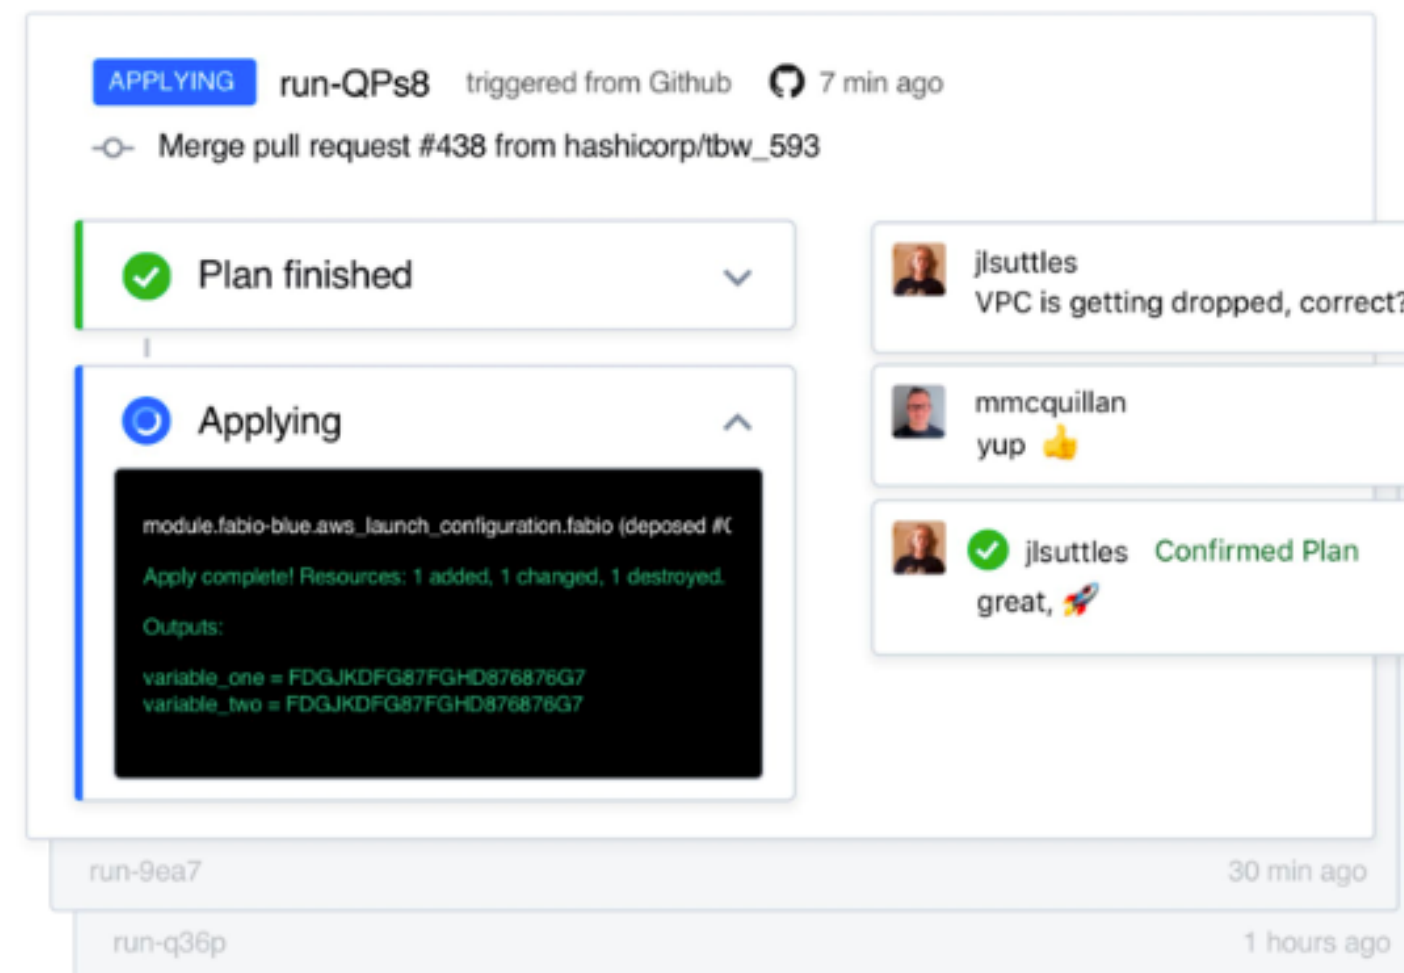 APPLYING run-QPs8 triggered from Github 7 min ago
Merge pull request #438 from hashicorp/tbw_593
Plan finished
Applying
module.fabio-blue.aws_launch_configuration.fabio (deposed #0
Apply complete! Resources: 1 added, 1 changed, 1 destroyed.
Outputs:
variable_one = FDGJKDFG87FGHD876876G7
variable_two = FDGJKDFG87FGHD876876G7
jlsuttles
VPC is getting dropped, correct?
mmcquillan
yup 👍
jlsuttles Confirmed Plan
great, 🚀
run-9ea7 30 min ago
run-q36p 1 hours ago